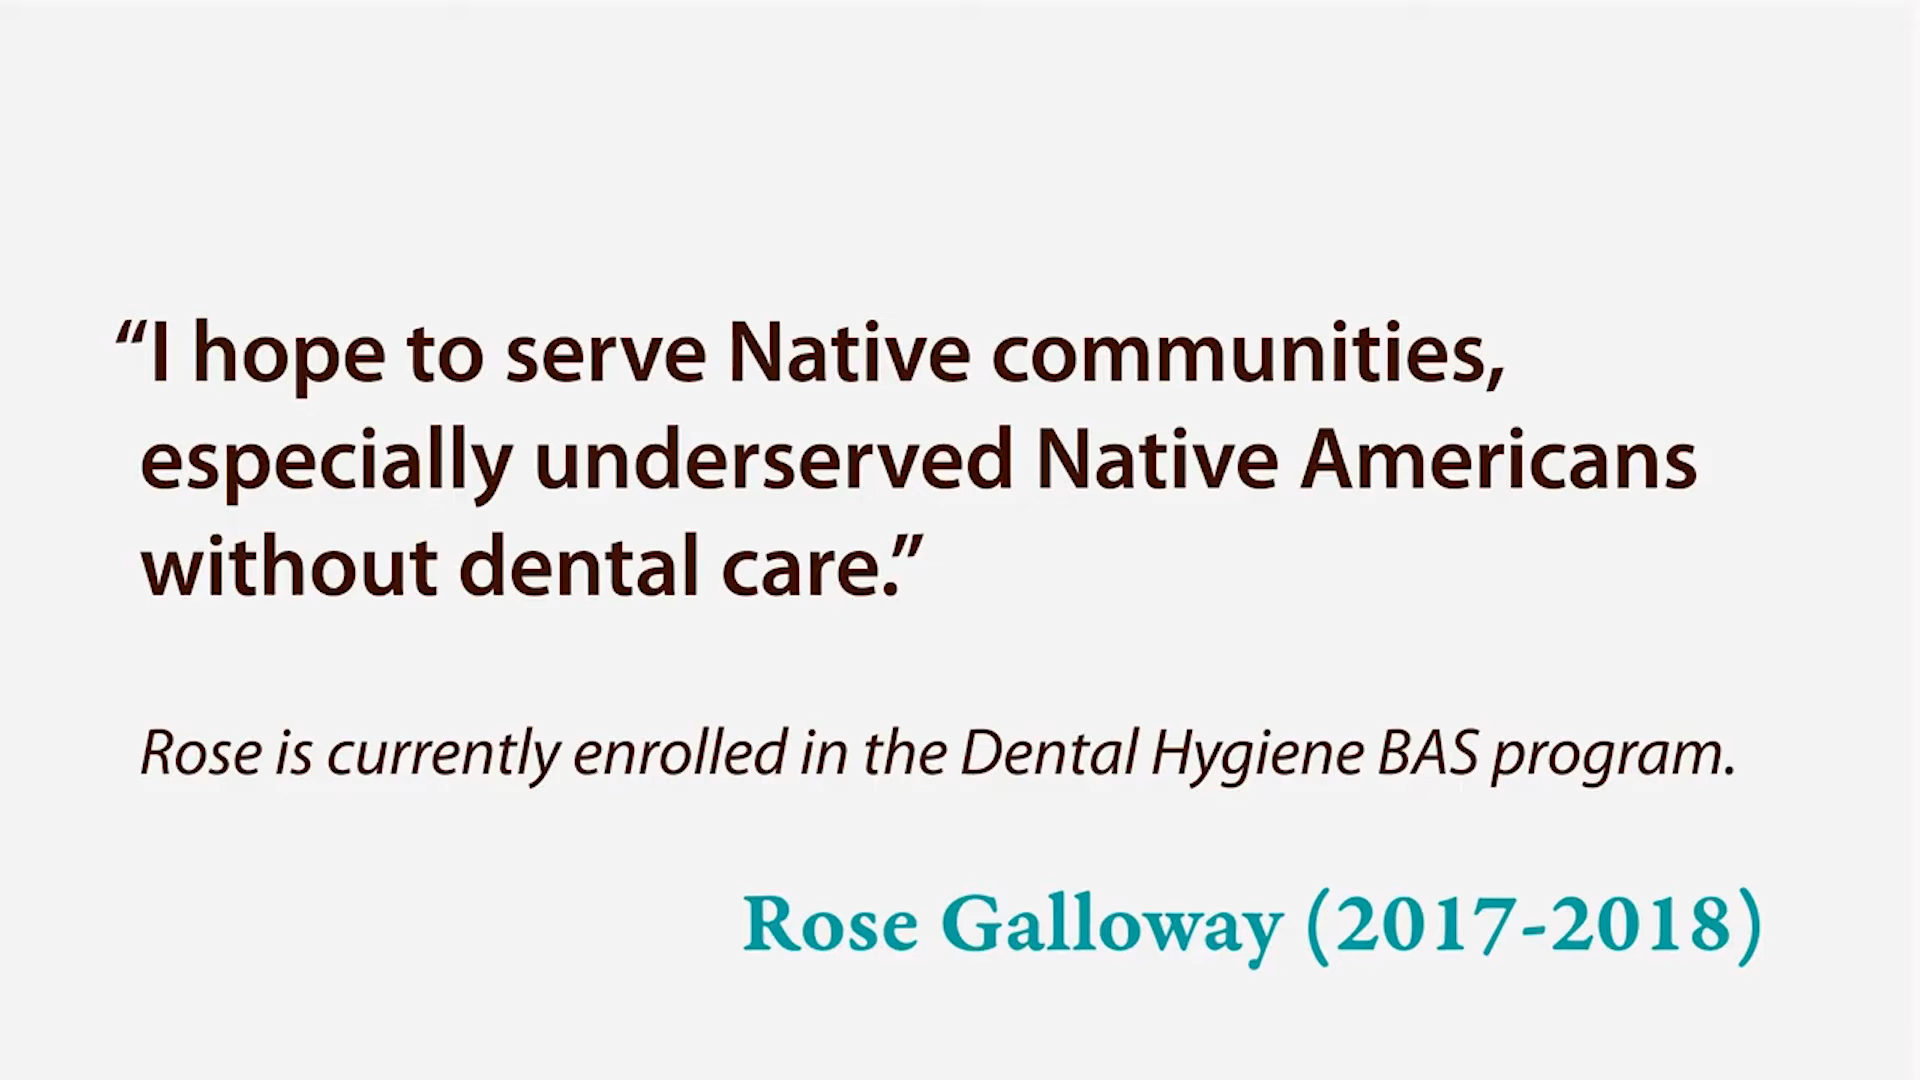 “I hope to serve Native communities,
especially underserved Native Americans
without dental care.”
Rose is currently enrolled in the Dental Hygiene BAS program.
Rose Galloway (2017-2018)